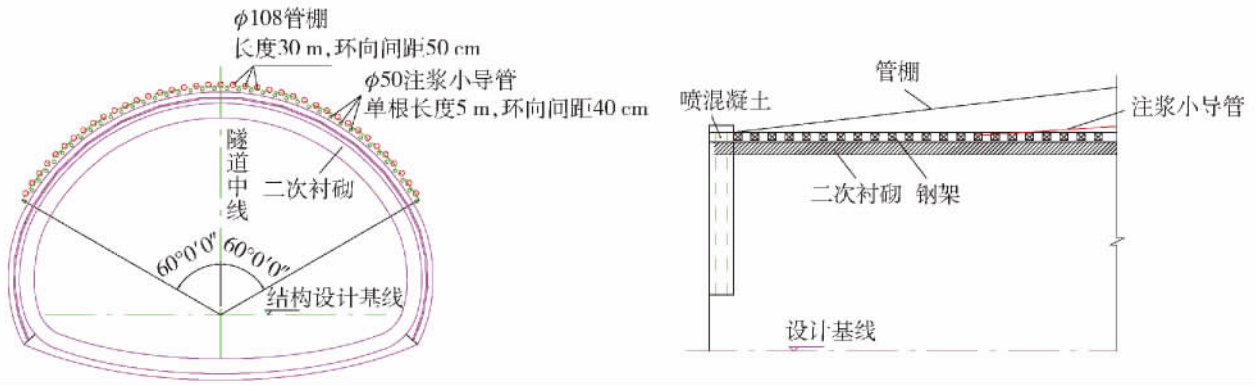 φ108管棚
长度30 m,环向间距50 cm
φ50注浆小导管
单根长度5 m,环向间距40 cm
隧道中线
二次衬砌
60°0′0″
60°0′0″
结构设计基线
管棚
喷混凝土
注浆小导管
二次衬砌
钢架
设计基线